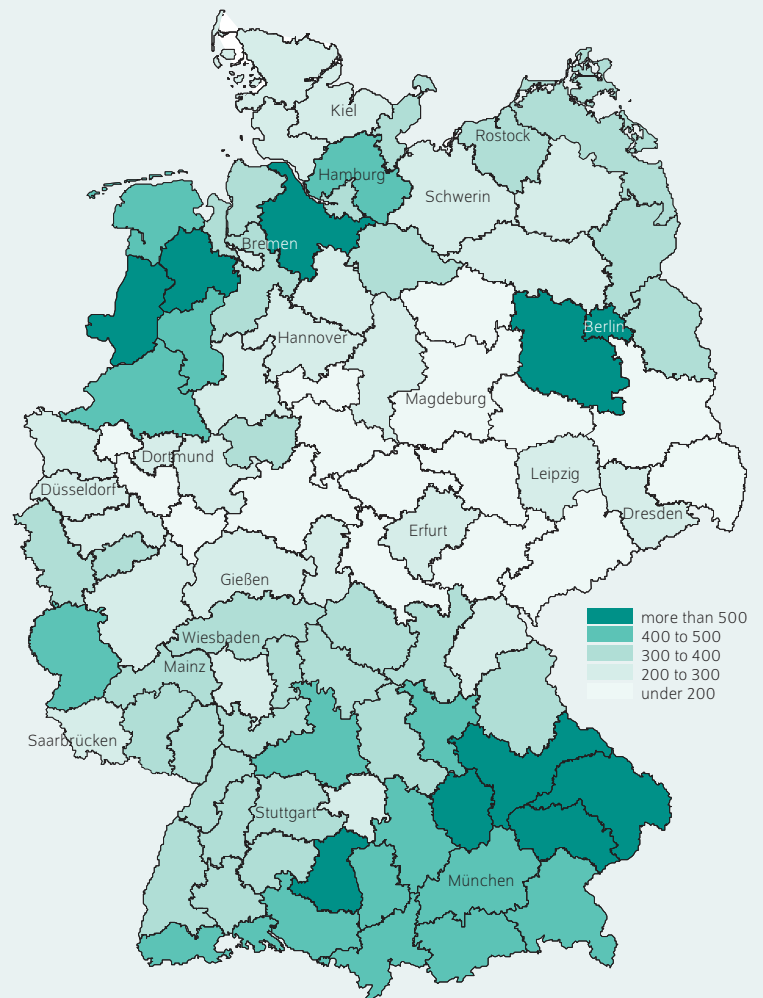 Kiel
Rostock
Hamburg
Schwerin
Bremen
Berlin
Hannover
Magdeburg
Dortmund
Leipzig
Düsseldorf
Dresden
Erfurt
Gießen
more than 500
400 to 500
300 to 400
200 to 300
under 200
Wiesbaden
Mainz
Saarbrücken
Stuttgart
München